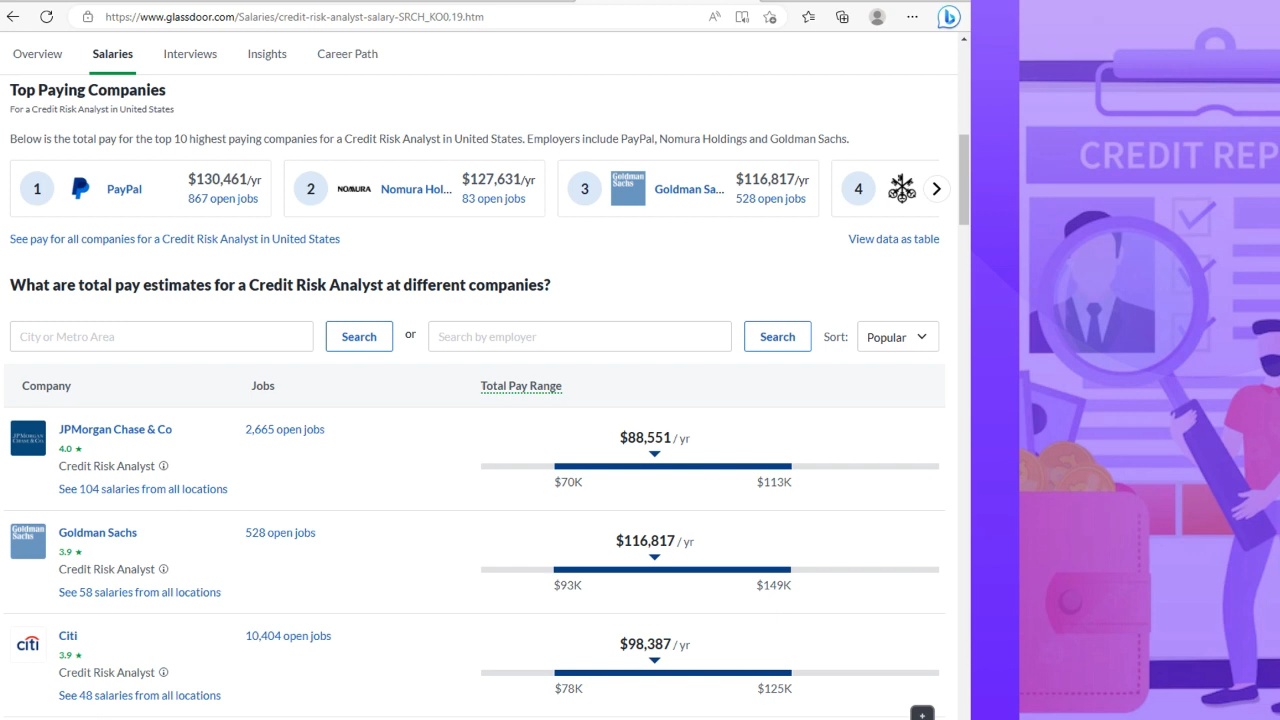 https://www.glassdoor.com/Salaries/credit-risk-analyst-salary-SRCH_KO0.19.htm
Overview Salaries Interviews Insights Career Path
Top Paying Companies
For a Credit Risk Analyst in United States
Below is the total pay for the top 10 highest paying companies for a Credit Risk Analyst in United States. Employers include PayPal, Nomura Holdings and Goldman Sachs.
1 PayPal $130,461/yr 867 open jobs
2 NOMURA Nomura Hol... $127,631/yr 83 open jobs
3 Goldman Sachs Goldman Sa... $116,817/yr 528 open jobs
4
See pay for all companies for a Credit Risk Analyst in United States
View data as table
What are total pay estimates for a Credit Risk Analyst at different companies?
City or Metro Area Search or Search by employer Search Sort: Popular
Company Jobs Total Pay Range
JPMORGAN CHASE & CO. JPMorgan Chase & Co 2,665 open jobs
4.0 ★ $88,551 / yr
Credit Risk Analyst
$70K $113K
See 104 salaries from all locations
Goldman Sachs Goldman Sachs 528 open jobs
3.9 ★ $116,817 / yr
Credit Risk Analyst
$93K $149K
See 58 salaries from all locations
citi Citi 10,404 open jobs
3.9 ★ $98,387 / yr
Credit Risk Analyst
$78K $125K
See 48 salaries from all locations
CREDIT REP